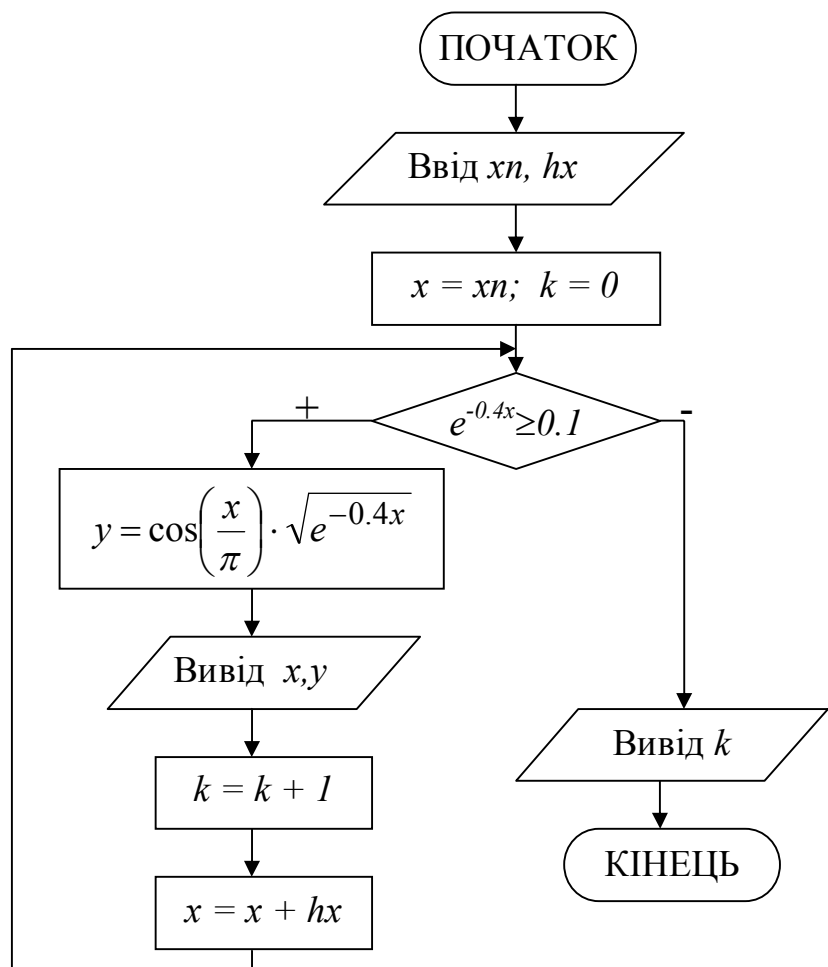 ПОЧАТОК
Ввід xn, hx
x = xn; k = 0
e^{-0.4x}≥0.1
+
-
y = cos(x/π) · √(e^{−0.4x})
Вивід x,y
k = k + 1
x = x + hx
Вивід k
КІНЕЦЬ